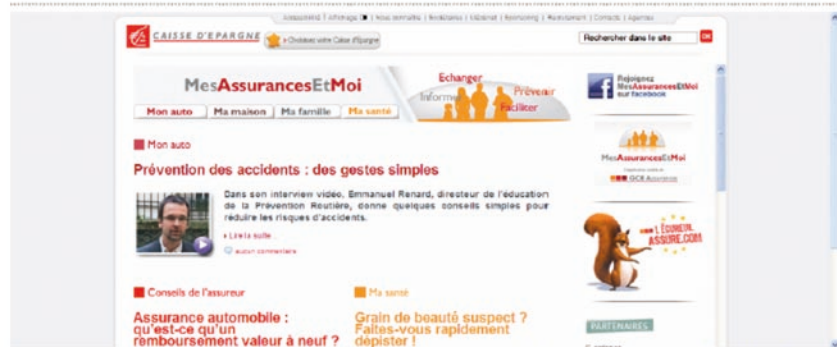 CAISSE D'EPARGNE
Choisissez votre Caisse d'Epargne
Rechercher dans le site
OK
MesAssurancesEtMoi
Echanger
Informer
Prévenir
Faciliter
Mon auto
Ma maison
Ma famille
Ma santé
Rejoignez
MesAssurancesEtMoi
sur facebook
Mon auto
Prévention des accidents : des gestes simples
Dans son interview vidéo, Emmanuel Renard, directeur de l'éducation
de la Prévention Routière, donne quelques conseils simples pour
réduire les risques d'accidents.
Lire la suite
aucun commentaire
MesAssurancesEtMoi
GCE Assurances
L'ÉCUREUIL
ASSURE.COM
Conseils de l'assureur
Assurance automobile :
qu'est-ce qu'un
remboursement valeur à neuf ?
Ma santé
Grain de beauté suspect ?
Faites-vous rapidement
dépister !
PARTENAIRES